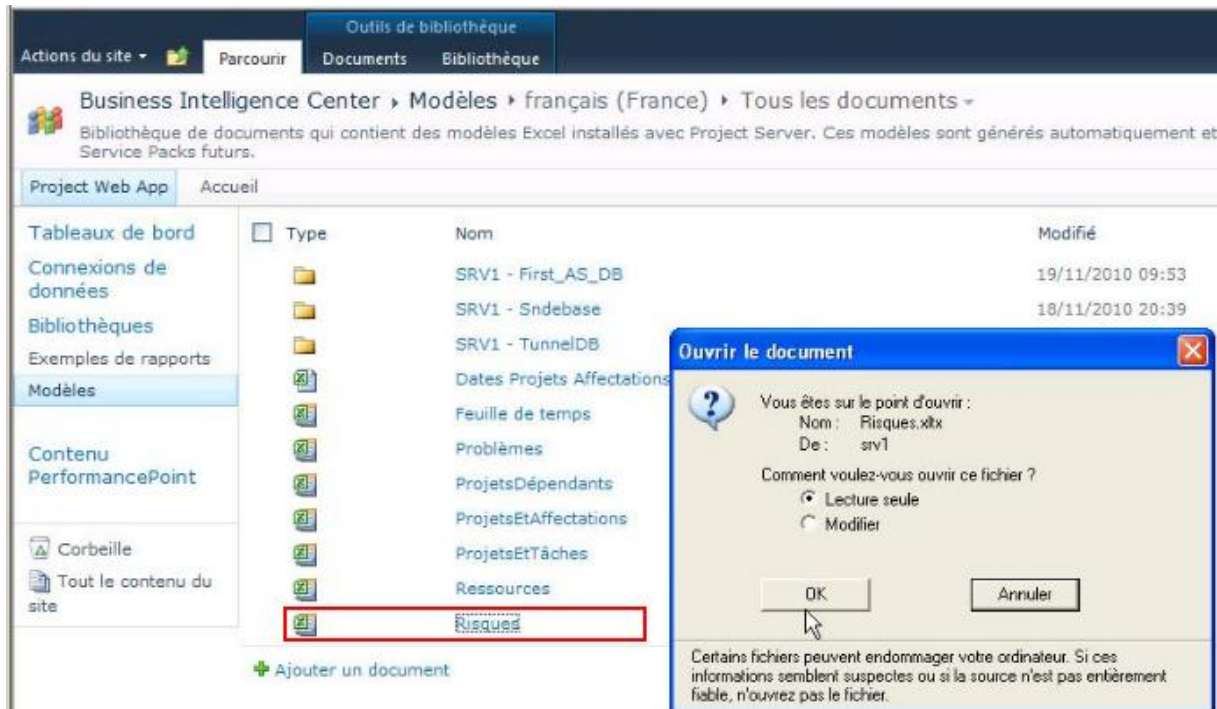 Outils de bibliothèque
Actions du site
Parcourir
Documents
Bibliothèque
Business Intelligence Center
Modèles
français (France)
Tous les documents
Bibliothèque de documents qui contient des modèles Excel installés avec Project Server. Ces modèles sont générés automatiquement et
Service Packs futurs.
Project Web App
Accueil
Tableaux de bord
Connexions de
données
Bibliothèques
Exemples de rapports
Modèles
Contenu
PerformancePoint
Corbeille
Tout le contenu du
site
Type
Nom
Modifié
SRV1 - First_AS_DB
19/11/2010 09:53
SRV1 - Sndebase
18/11/2010 20:39
SRV1 - TunnelDB
Dates Projets Affectations
Feuille de temps
Problèmes
ProjetsDépendants
ProjetsEtAffectations
ProjetsEtTâches
Ressources
Risques
Ajouter un document
Ouvrir le document
Vous êtes sur le point d'ouvrir :
Nom : Risques.xltx
De : srv1
Comment voulez-vous ouvrir ce fichier ?
Lecture seule
Modifier
OK
Annuler
Certains fichiers peuvent endommager votre ordinateur. Si ces
informations semblent suspectes ou si la source n'est pas entièrement
fiable, n'ouvrez pas le fichier.